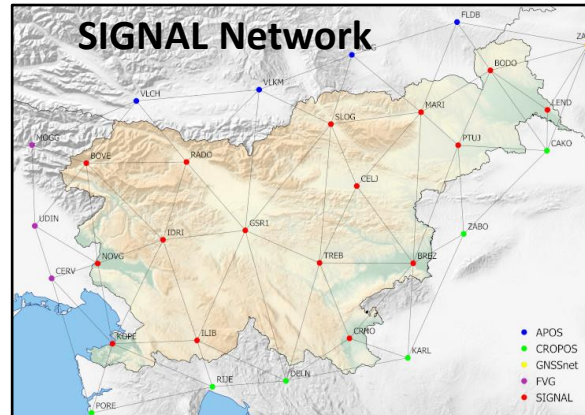 SIGNAL Network
FLDB
ZA
BODO
VLKM
VLCH
LEND
MARI
SLOG
PTUJ
MOGG
CAKO
RADO
BOVE
CELJ
UDIN
GSR1
ZABO
IDRI
NOVG
TREB
BREZ
CERV
KOPE
ILIB
CRMO
KARL
DELN
RIJE
PORE
APOS
CROPOS
GNSSnet
FVG
SIGNAL